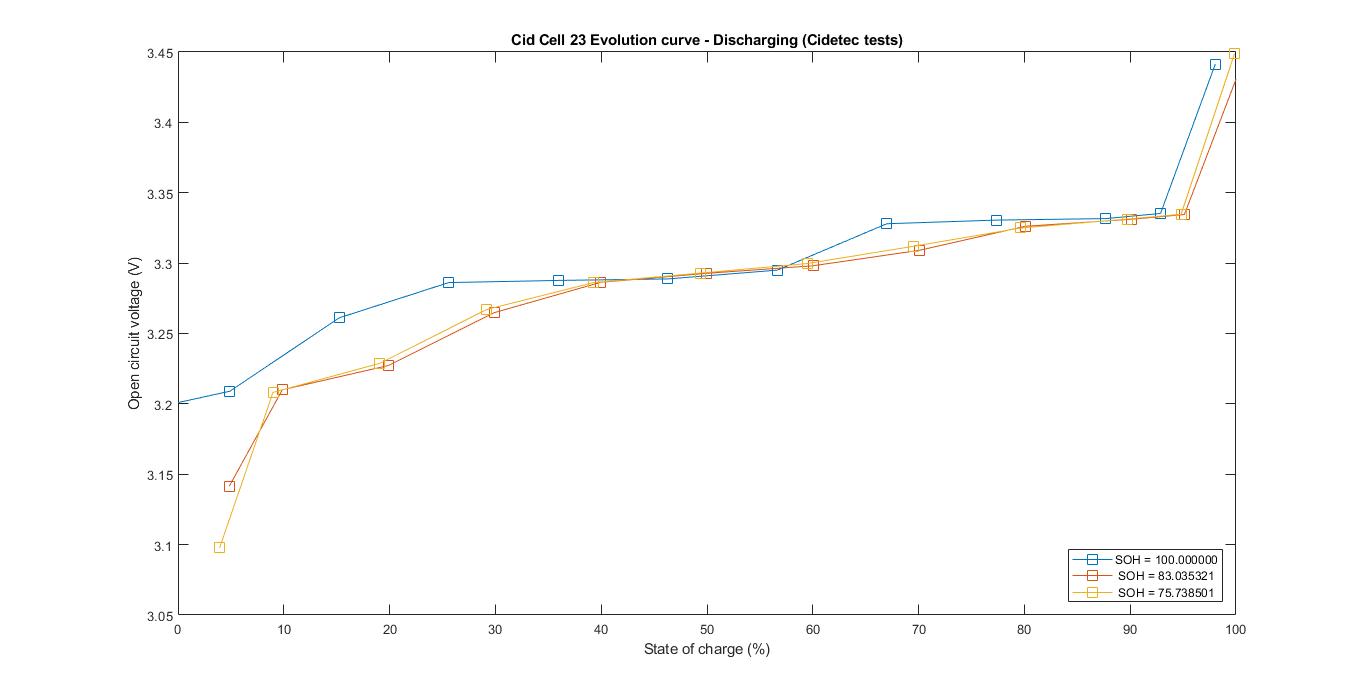 Cid Cell 23 Evolution curve - Discharging (Cidetec tests)
3.45
3.4
3.35
3.3
3.25
3.2
3.15
3.1
3.05
Open circuit voltage (V)
SOH = 100.000000
SOH = 83.035321
SOH = 75.738501
0 10 20 30 40 50 60 70 80 90 100
State of charge (%)